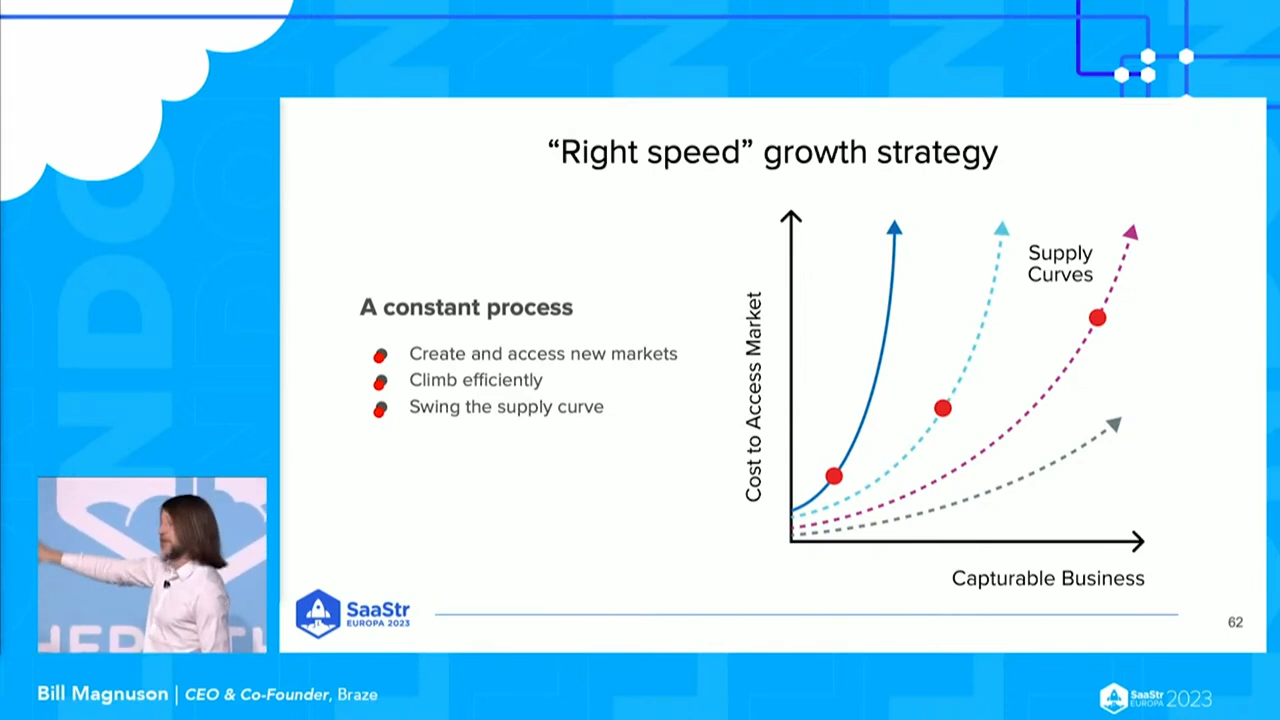 “Right speed” growth strategy
A constant process
Create and access new markets
Climb efficiently
Swing the supply curve
Cost to Access Market
Supply
Curves
Capturable Business
SaaStr
EUROPA 2023
62
Bill Magnuson | CEO & Co-Founder, Braze
SaaStr
EUROPA 2023